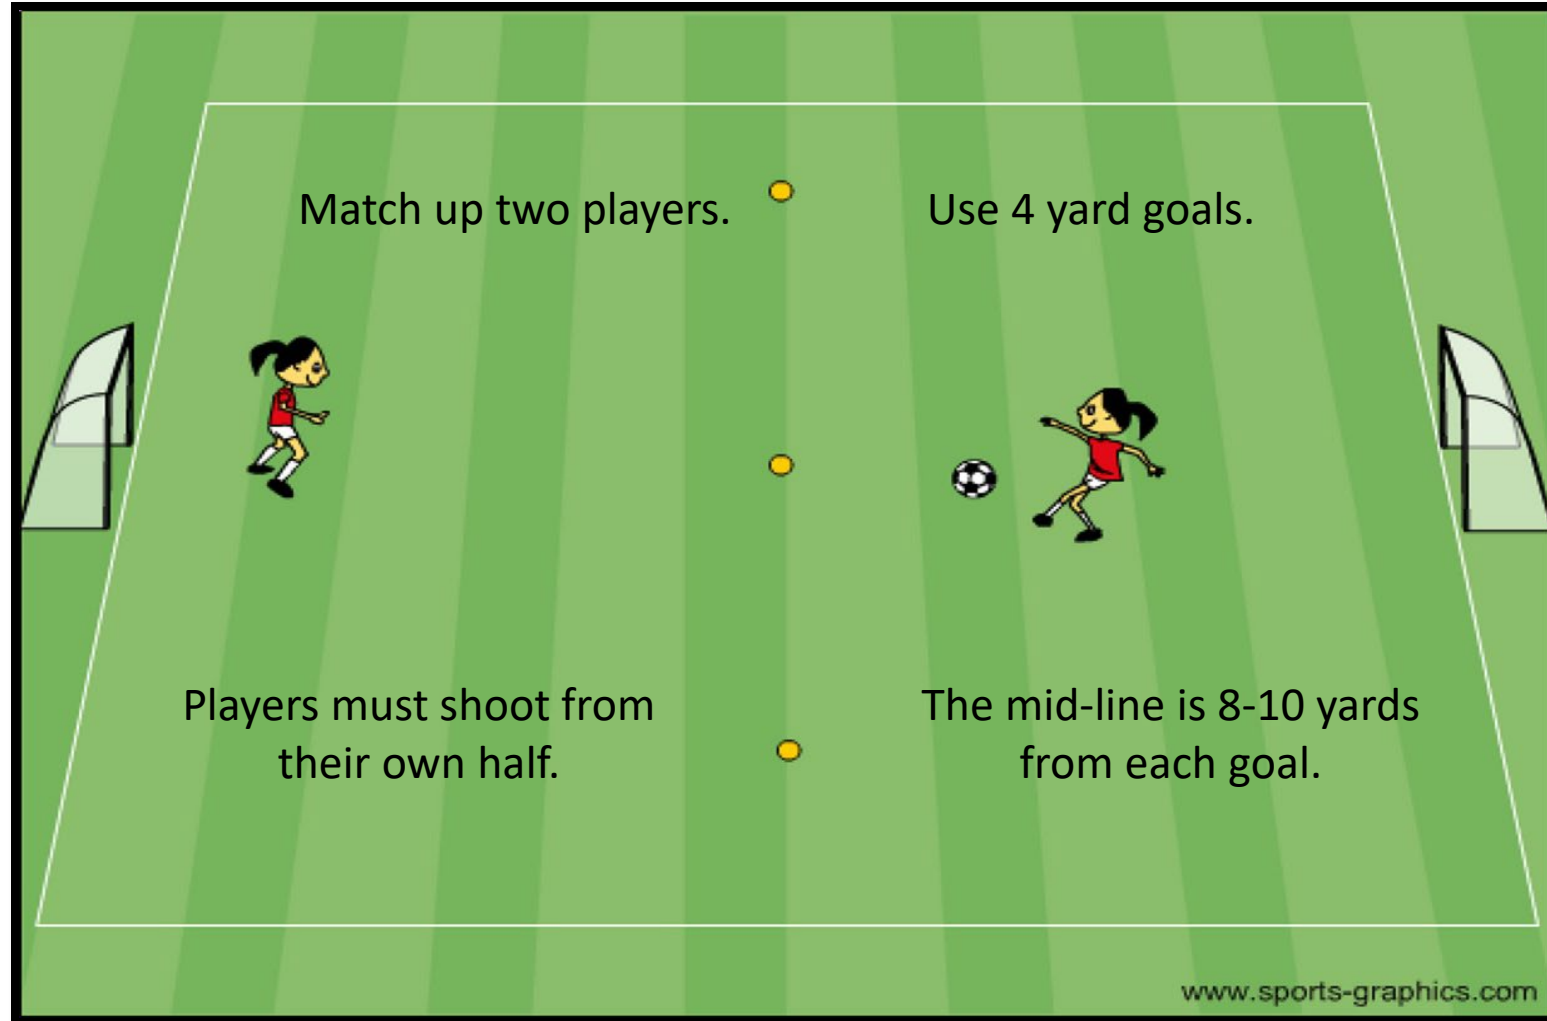 Match up two players.
Use 4 yard goals.
Players must shoot from
their own half.
The mid-line is 8-10 yards
from each goal.
www.sports-graphics.com